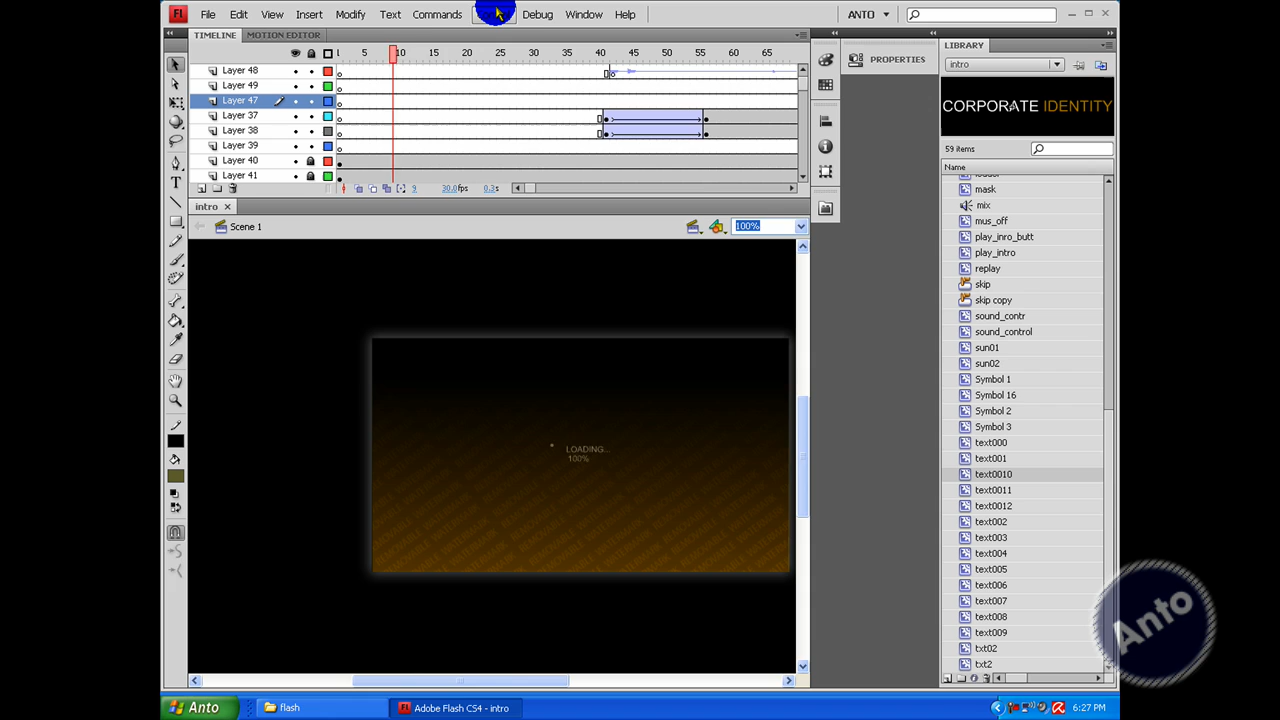 Fl File Edit View Insert Modify Text Commands Debug Window Help ANTO
TIMELINE MOTION EDITOR
5 10 15 20 25 30 35 40 45 50 55 60 65
Layer 48
Layer 49
Layer 47
Layer 37
Layer 38
Layer 39
Layer 40
Layer 41
9 30.0fps 0.3s
intro
Scene 1
100%
LOADING...
100%
PROPERTIES
LIBRARY
intro
CORPORATE IDENTITY
59 items
Name
mask
mix
mus_off
play_inro_butt
play_intro
replay
skip
skip copy
sound_contr
sound_control
sun01
sun02
Symbol 1
Symbol 16
Symbol 2
Symbol 3
text000
text001
text0010
text0011
text0012
text002
text003
text004
text005
text006
text007
text008
text009
txt02
txt2
Anto
Anto flash Fl Adobe Flash CS4 - intro 6:27 PM